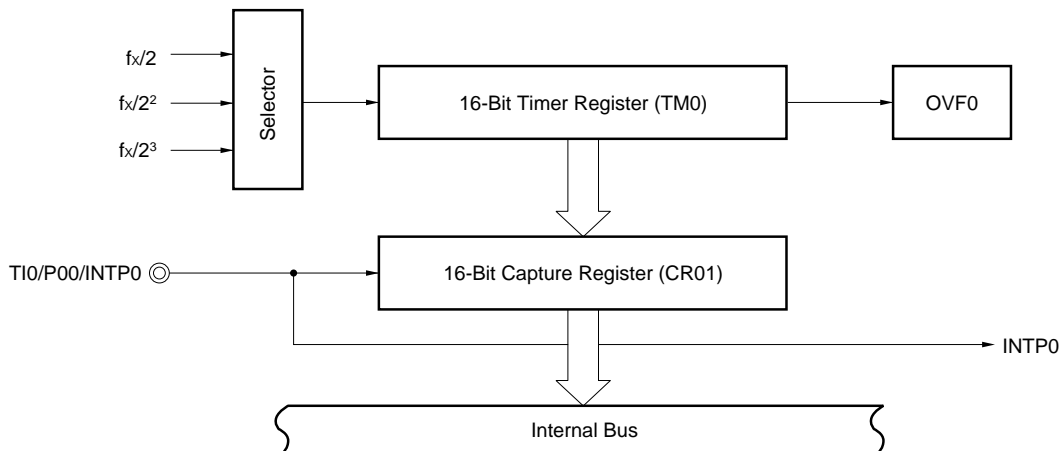 fX/2
fX/2²
fX/2³
Selector
16-Bit Timer Register (TM0)
OVF0
TI0/P00/INTP0
16-Bit Capture Register (CR01)
INTP0
Internal Bus